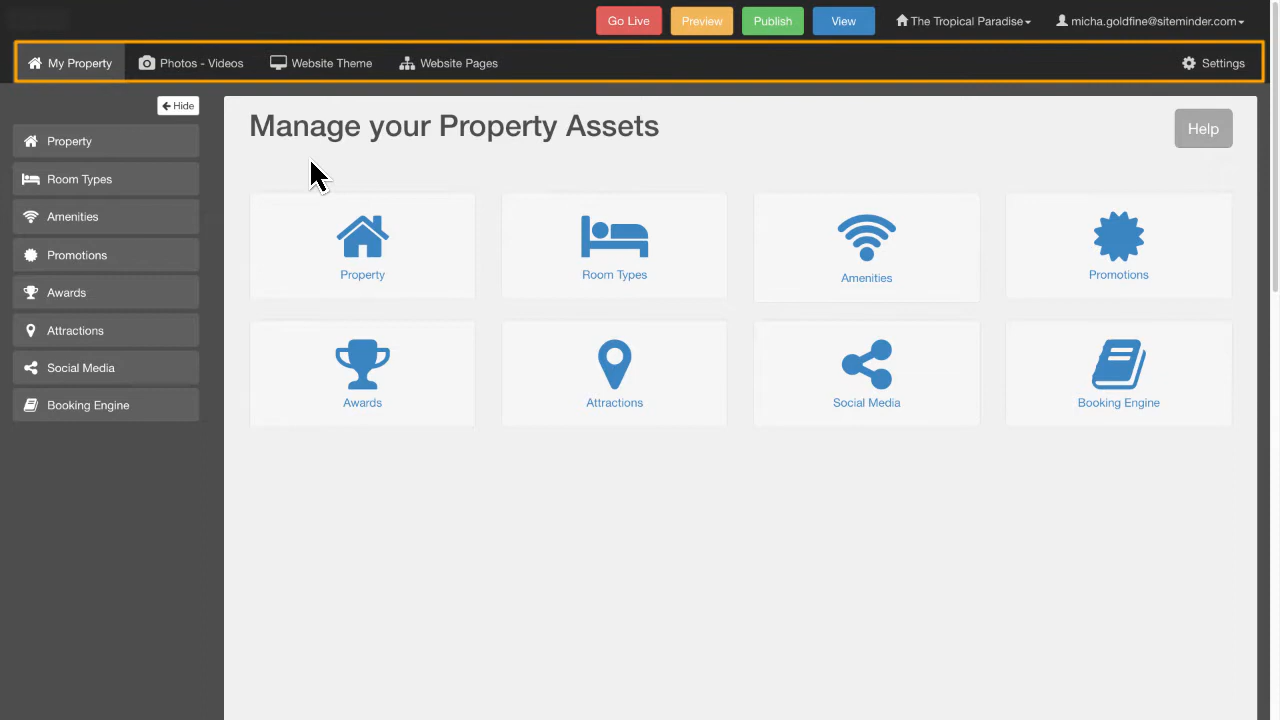 Go Live
Preview
Publish
View
The Tropical Paradise
micha.goldfine@siteminder.com
My Property
Photos - Videos
Website Theme
Website Pages
Settings
Hide
Property
Room Types
Amenities
Promotions
Awards
Attractions
Social Media
Booking Engine
Manage your Property Assets
Help
Property
Room Types
Amenities
Promotions
Awards
Attractions
Social Media
Booking Engine